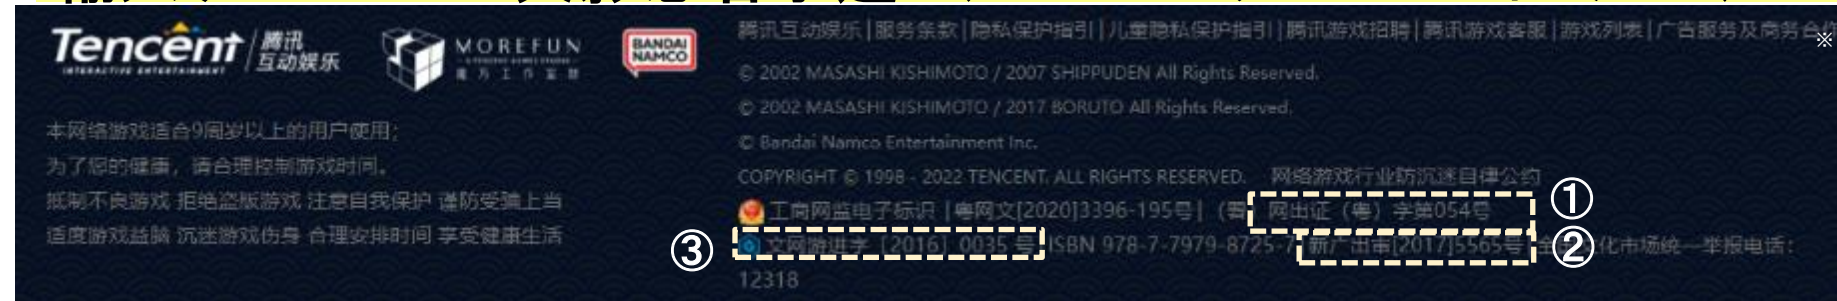 Tencent 腾讯
INTERACTIVE ENTERTAINMENT 互动娱乐
MOREFUN
魔方工作室群
BANDAI
NAMCO
本网络游戏适合9周岁以上的用户使用;
为了您的健康，请合理控制游戏时间。
抵制不良游戏 拒绝盗版游戏 注意自我保护 谨防受骗上当
适度游戏益脑 沉迷游戏伤身 合理安排时间 享受健康生活
腾讯互动娱乐|服务条款|隐私保护指引|儿童隐私保护指引|腾讯游戏招聘|腾讯游戏客服|游戏列表|广告服务及商务合作
※
© 2002 MASASHI KISHIMOTO / 2007 SHIPPUDEN All Rights Reserved.
© 2002 MASASHI KISHIMOTO / 2017 BORUTO All Rights Reserved.
© Bandai Namco Entertainment Inc.
COPYRIGHT © 1998 - 2022 TENCENT. ALL RIGHTS RESERVED. 网络游戏行业防沉迷自律公约
工商网监电子标识 |粤网文[2020]3396-195号| 网出证（粤）字第054号 ①
③ 文网游进字〔2016〕0035 号 ISBN 978-7-7979-8725-7 新广出审[2017]5565号 ② 化市场统一举报电话：
12318